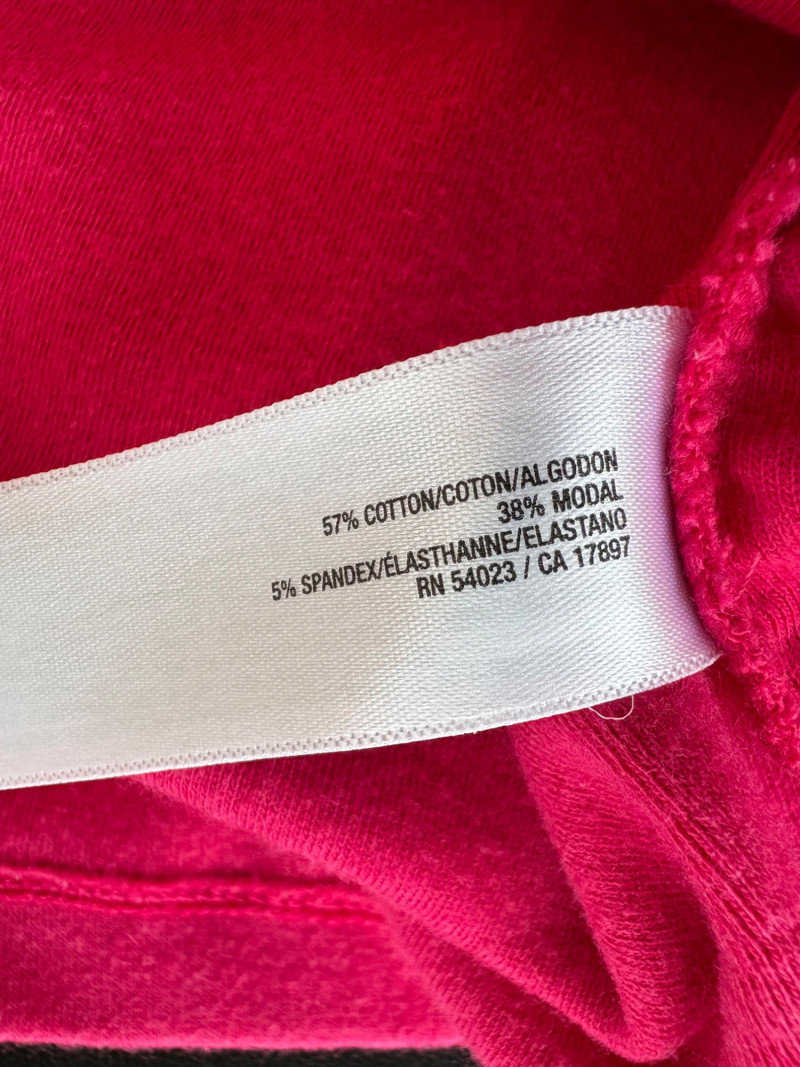 57% COTTON/COTON/ALGODON
38% MODAL
5% SPANDEX/ÉLASTHANNE/ELASTANO
RN 54023 / CA 17897